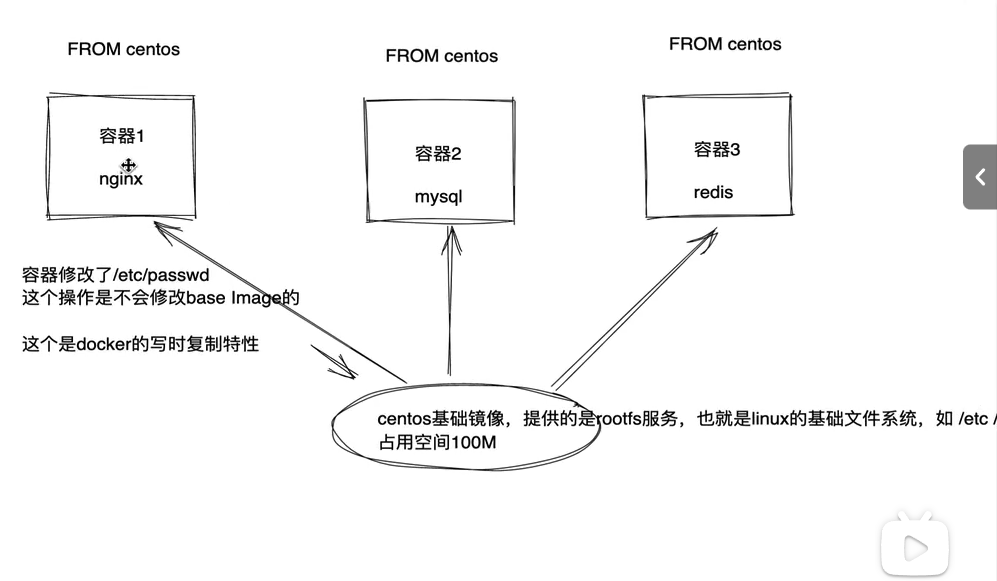 FROM centos
FROM centos
FROM centos
容器1
nginx
容器2
mysql
容器3
redis
容器修改了/etc/passwd
这个操作是不会修改base Image的
这个是docker的写时复制特性
centos基础镜像，提供的是rootfs服务，也就是linux的基础文件系统，如 /etc /
占用空间100M